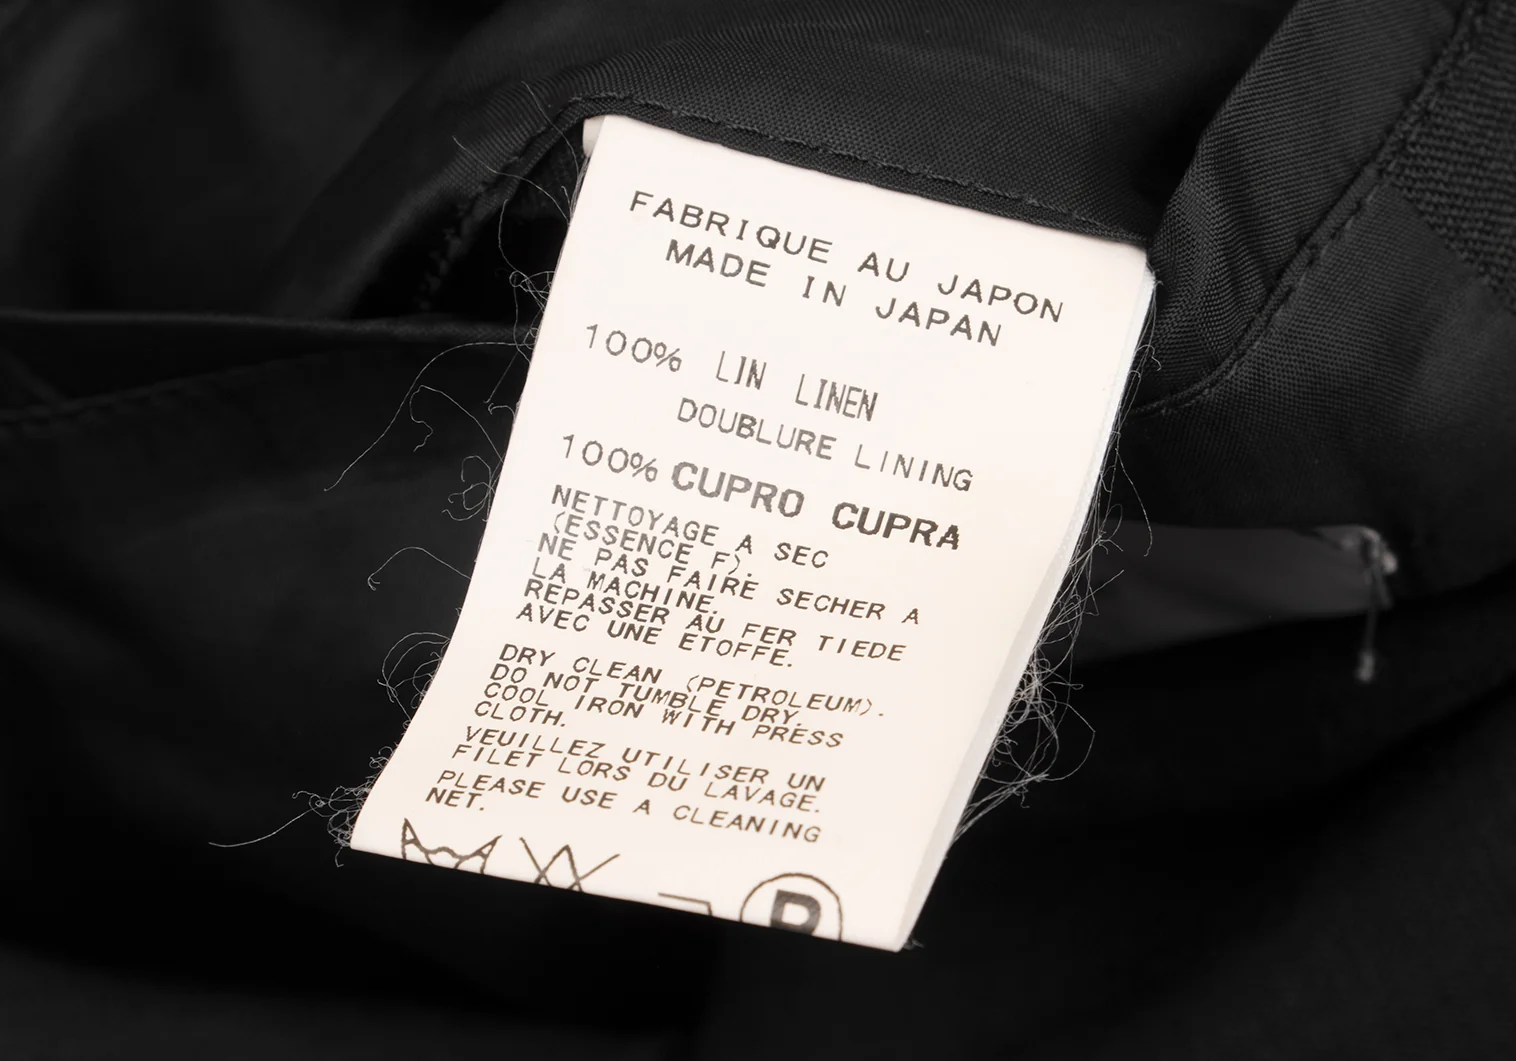 FABRIQUE AU JAPON
MADE IN JAPAN
100% LIN LINEN
DOUBLURE LINING
100% CUPRO CUPRA
NETTOYAGE A SEC
(ESSENCE F).
NE PAS FAIRE SECHER A
LA MACHINE.
REPASSER AU FER TIEDE
AVEC UNE ETOFFE.
DRY CLEAN (PETROLEUM).
DO NOT TUMBLE DRY.
COOL IRON WITH PRESS
CLOTH.
VEUILLEZ UTILISER UN
FILET LORS DU LAVAGE.
PLEASE USE A CLEANING
NET.
P